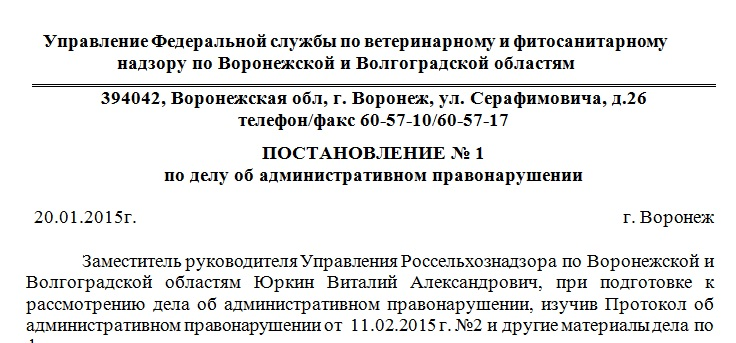 Управление Федеральной службы по ветеринарному и фитосанитарному
надзору по Воронежской и Волгоградской областям
394042, Воронежская обл, г. Воронеж, ул. Серафимовича, д.26
телефон/факс 60-57-10/60-57-17
ПОСТАНОВЛЕНИЕ № 1
по делу об административном правонарушении
20.01.2015г. г. Воронеж
Заместитель руководителя Управления Россельхознадзора по Воронежской и
Волгоградской областям Юркин Виталий Александрович, при подготовке к
рассмотрению дела об административном правонарушении, изучив Протокол об
административном правонарушении от 11.02.2015 г. №2 и другие материалы дела по